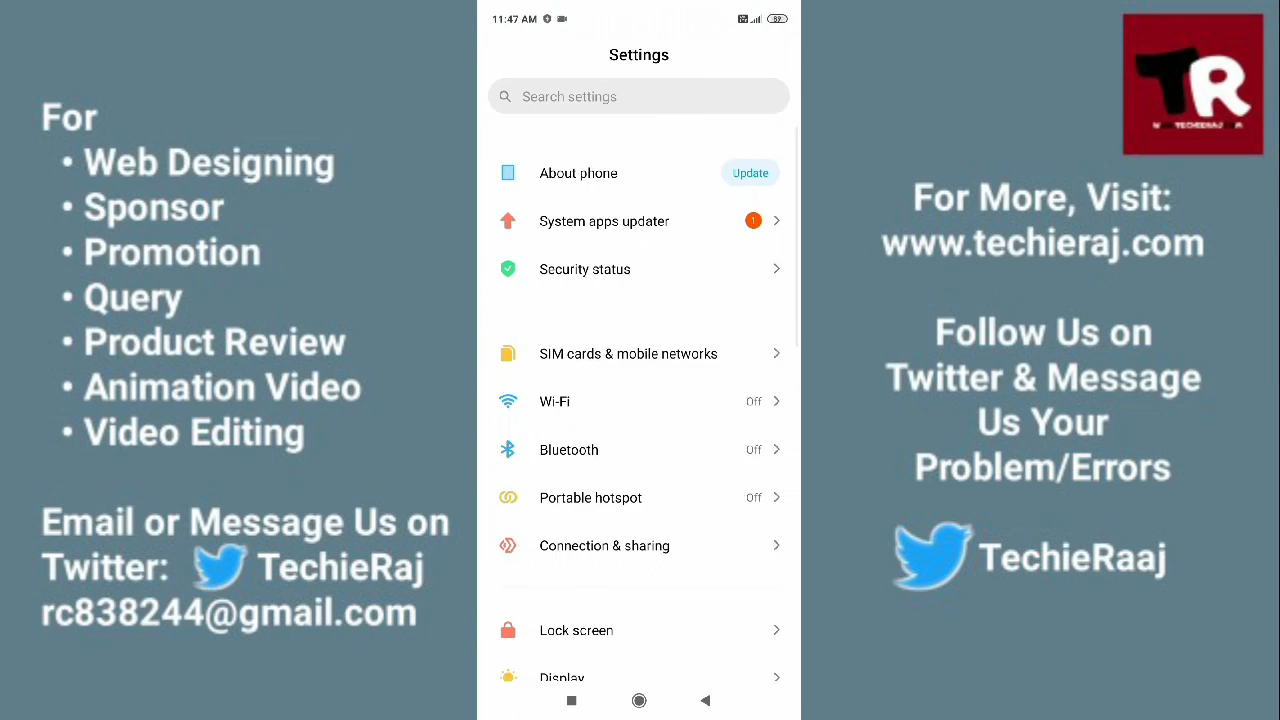 For
• Web Designing
• Sponsor
• Promotion
• Query
• Product Review
• Animation Video
• Video Editing
Email or Message Us on
Twitter: TechieRaj
rc838244@gmail.com
11:47 AM
89
Settings
Search settings
About phone
Update
System apps updater
1
Security status
SIM cards & mobile networks
Wi-Fi
Off
Bluetooth
Off
Portable hotspot
Off
Connection & sharing
Lock screen
Display
TR
For More, Visit:
www.techieraj.com
Follow Us on
Twitter & Message
Us Your
Problem/Errors
TechieRaaj